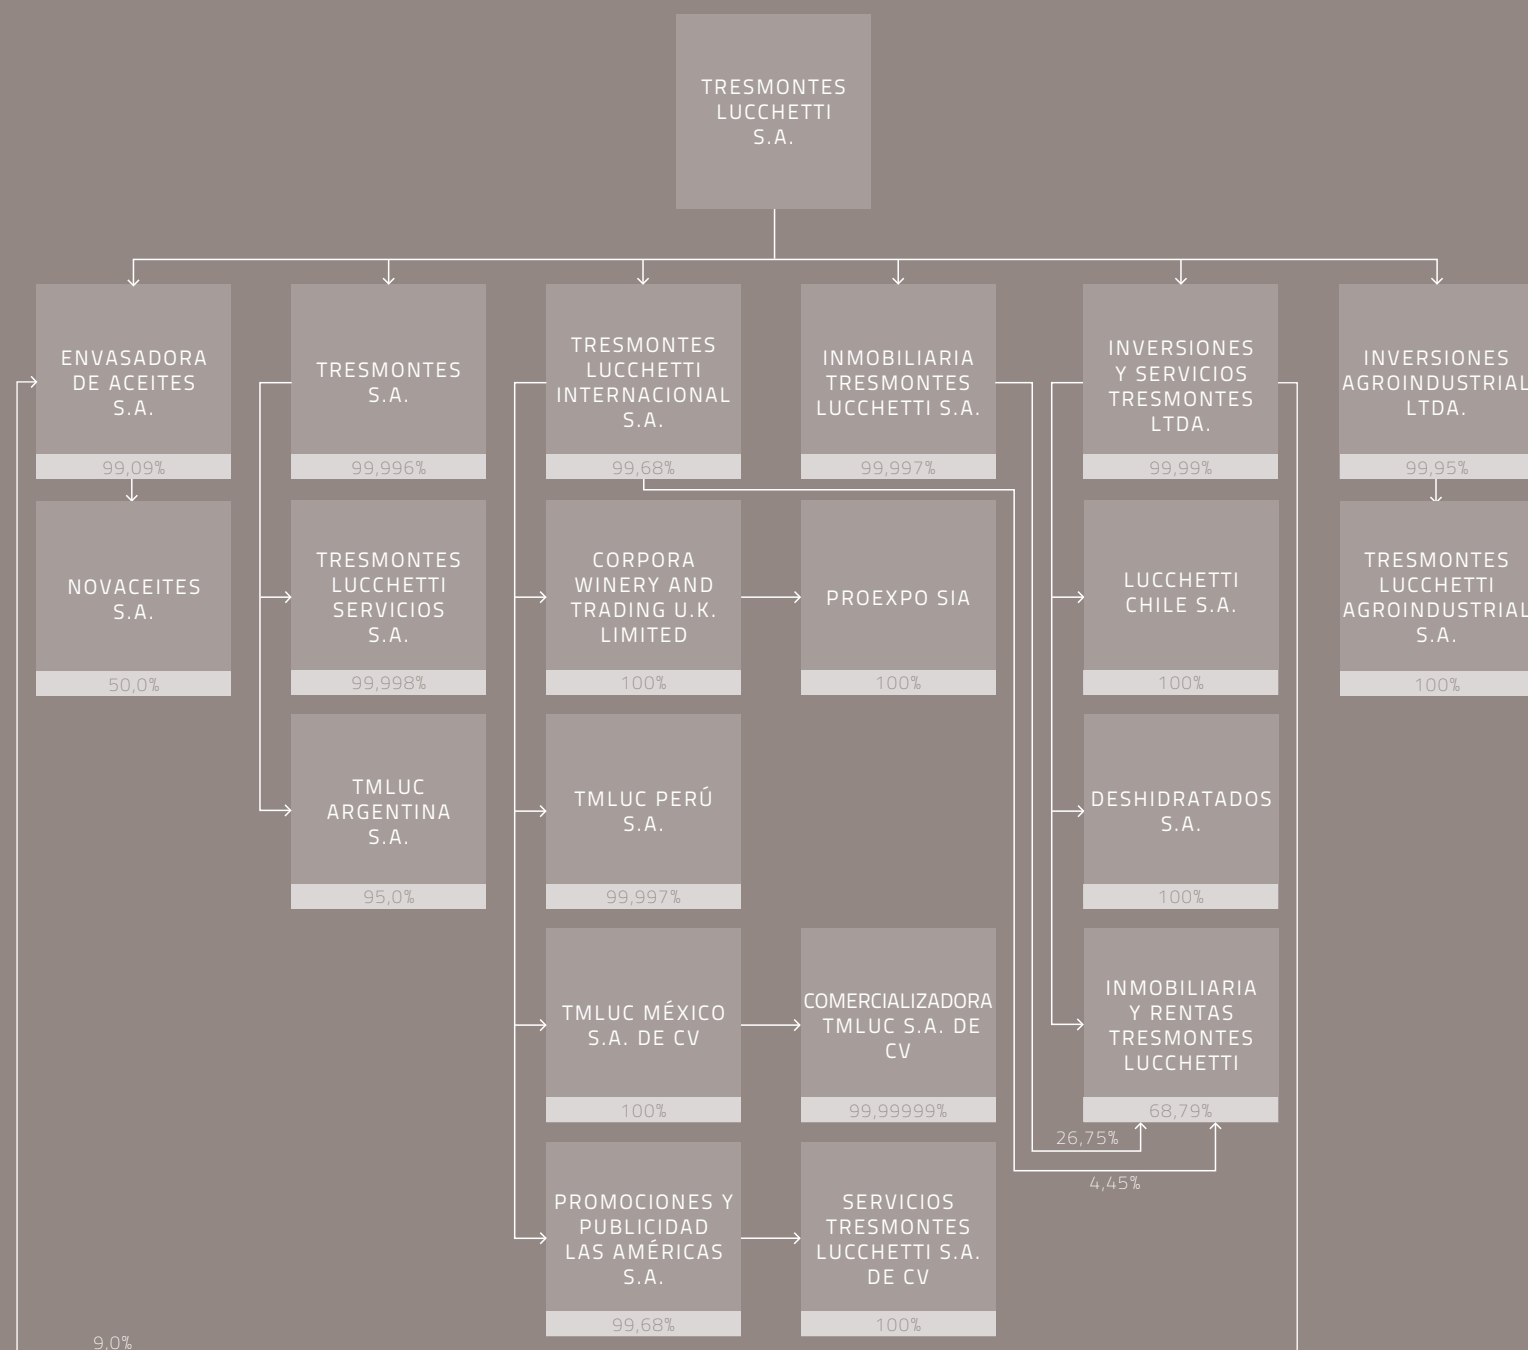 TRESMONTES
LUCCHETTI
S.A.
ENVASADORA
DE ACEITES
S.A.
99,09%
TRESMONTES
S.A.
99,996%
TRESMONTES
LUCCHETTI
INTERNACIONAL
S.A.
99,68%
INMOBILIARIA
TRESMONTES
LUCCHETTI S.A.
99,997%
INVERSIONES
Y SERVICIOS
TRESMONTES
LTDA.
99,99%
INVERSIONES
AGROINDUSTRIAL
LTDA.
99,95%
NOVACEITES
S.A.
50,0%
TRESMONTES
LUCCHETTI
SERVICIOS
S.A.
99,998%
CORPORA
WINERY AND
TRADING U.K.
LIMITED
100%
PROEXPO SIA
100%
LUCCHETTI
CHILE S.A.
100%
TRESMONTES
LUCCHETTI
AGROINDUSTRIAL
S.A.
100%
TMLUC
ARGENTINA
S.A.
95,0%
TMLUC PERÚ
S.A.
99,997%
DESHIDRATADOS
S.A.
100%
TMLUC MÉXICO
S.A. DE CV
100%
COMERCIALIZADORA
TMLUC S.A. DE
CV
99,99999%
INMOBILIARIA
Y RENTAS
TRESMONTES
LUCCHETTI
68,79%
26,75%
4,45%
PROMOCIONES Y
PUBLICIDAD
LAS AMÉRICAS
S.A.
99,68%
SERVICIOS
TRESMONTES
LUCCHETTI S.A.
DE CV
100%
9,0%